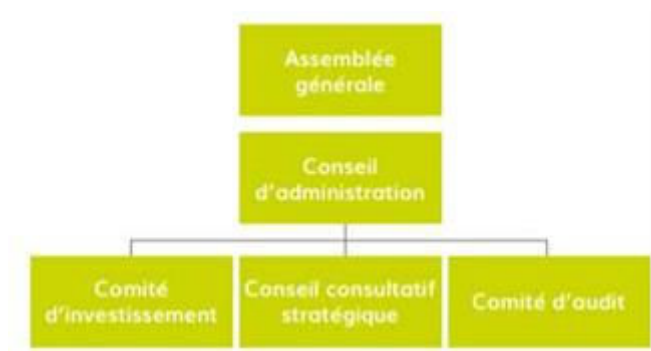 Assemblée
générale
Conseil
d'administration
Comité
d'investissement
Conseil consultatif
stratégique
Comité d'audit